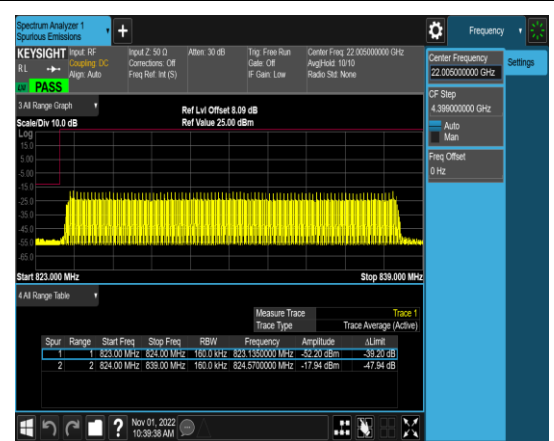 Spectrum Analyzer 1
Spurious Emissions
Frequency
KEYSIGHT Input: RF Input Z: 50 Ω Atten: 30 dB Trig: Free Run Center Freq: 22.005000000 GHz
RL Coupling: DC Corrections: Off Gate: Off Avg|Hold: 10/10
Align: Auto Freq Ref: Int (S) IF Gain: Low Radio Std: None
PASS
Center Frequency
22.005000000 GHz
Settings
CF Step
4.399000000 GHz
Auto
Man
Freq Offset
0 Hz
3 All Range Graph
Ref Lvl Offset 8.09 dB
Scale/Div 10.0 dB Ref Value 25.00 dBm
Log
15.0
5.00
-5.00
-15.0
-25.0
-35.0
-45.0
-55.0
-65.0
Start 823.000 MHz Stop 839.000 MHz
4 All Range Table
Measure Trace Trace 1
Trace Type Trace Average (Active)
Spur Range Start Freq Stop Freq RBW Frequency Amplitude ΔLimit
1 1 823.00 MHz 824.00 MHz 160.0 kHz 823.1350000 MHz -52.20 dBm -39.20 dB
2 2 824.00 MHz 839.00 MHz 160.0 kHz 824.5700000 MHz -17.94 dBm -47.94 dB
Nov 01, 2022
10:39:38 AM